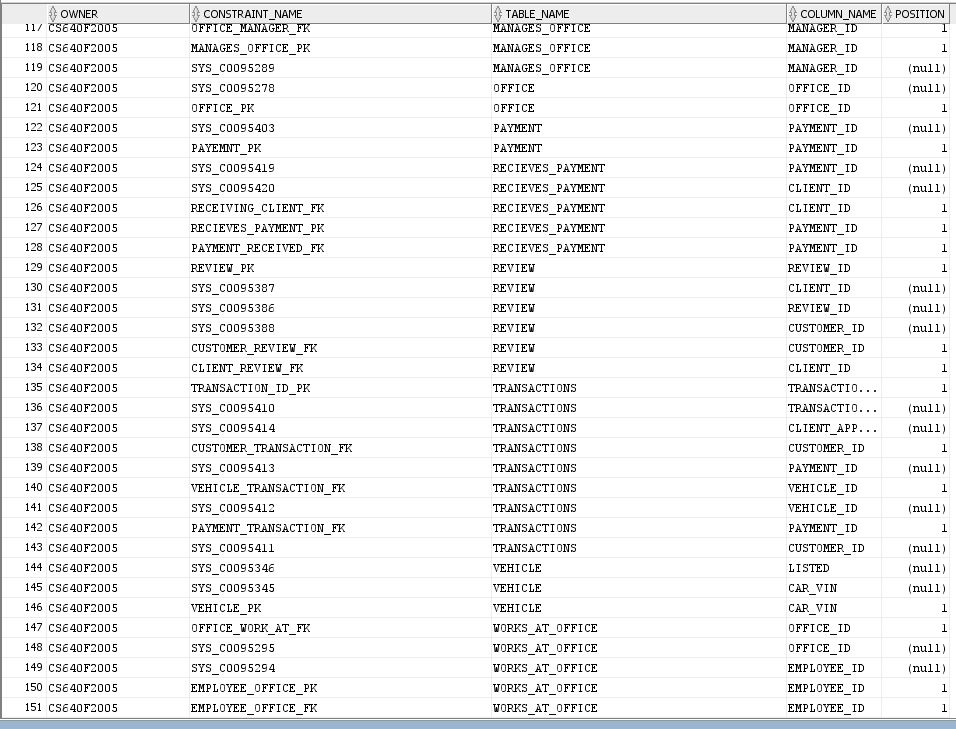 OWNER CONSTRAINT_NAME TABLE_NAME COLUMN_NAME POSITION
117 CS640F2005 OFFICE_MANAGER_FK MANAGES_OFFICE MANAGER_ID 1
118 CS640F2005 MANAGES_OFFICE_PK MANAGES_OFFICE MANAGER_ID 1
119 CS640F2005 SYS_C0095289 MANAGES_OFFICE MANAGER_ID (null)
120 CS640F2005 SYS_C0095278 OFFICE OFFICE_ID (null)
121 CS640F2005 OFFICE_PK OFFICE OFFICE_ID 1
122 CS640F2005 SYS_C0095403 PAYMENT PAYMENT_ID (null)
123 CS640F2005 PAYEMNT_PK PAYMENT PAYMENT_ID 1
124 CS640F2005 SYS_C0095419 RECIEVES_PAYMENT PAYMENT_ID (null)
125 CS640F2005 SYS_C0095420 RECIEVES_PAYMENT CLIENT_ID (null)
126 CS640F2005 RECEIVING_CLIENT_FK RECIEVES_PAYMENT CLIENT_ID 1
127 CS640F2005 RECIEVES_PAYMENT_PK RECIEVES_PAYMENT PAYMENT_ID 1
128 CS640F2005 PAYMENT_RECEIVED_FK RECIEVES_PAYMENT PAYMENT_ID 1
129 CS640F2005 REVIEW_PK REVIEW REVIEW_ID 1
130 CS640F2005 SYS_C0095387 REVIEW CLIENT_ID (null)
131 CS640F2005 SYS_C0095386 REVIEW REVIEW_ID (null)
132 CS640F2005 SYS_C0095388 REVIEW CUSTOMER_ID (null)
133 CS640F2005 CUSTOMER_REVIEW_FK REVIEW CUSTOMER_ID 1
134 CS640F2005 CLIENT_REVIEW_FK REVIEW CLIENT_ID 1
135 CS640F2005 TRANSACTION_ID_PK TRANSACTIONS TRANSACTIO... 1
136 CS640F2005 SYS_C0095410 TRANSACTIONS TRANSACTIO... (null)
137 CS640F2005 SYS_C0095414 TRANSACTIONS CLIENT_APP... (null)
138 CS640F2005 CUSTOMER_TRANSACTION_FK TRANSACTIONS CUSTOMER_ID 1
139 CS640F2005 SYS_C0095413 TRANSACTIONS PAYMENT_ID (null)
140 CS640F2005 VEHICLE_TRANSACTION_FK TRANSACTIONS VEHICLE_ID 1
141 CS640F2005 SYS_C0095412 TRANSACTIONS VEHICLE_ID (null)
142 CS640F2005 PAYMENT_TRANSACTION_FK TRANSACTIONS PAYMENT_ID 1
143 CS640F2005 SYS_C0095411 TRANSACTIONS CUSTOMER_ID (null)
144 CS640F2005 SYS_C0095346 VEHICLE LISTED (null)
145 CS640F2005 SYS_C0095345 VEHICLE CAR_VIN (null)
146 CS640F2005 VEHICLE_PK VEHICLE CAR_VIN 1
147 CS640F2005 OFFICE_WORK_AT_FK WORKS_AT_OFFICE OFFICE_ID 1
148 CS640F2005 SYS_C0095295 WORKS_AT_OFFICE OFFICE_ID (null)
149 CS640F2005 SYS_C0095294 WORKS_AT_OFFICE EMPLOYEE_ID (null)
150 CS640F2005 EMPLOYEE_OFFICE_PK WORKS_AT_OFFICE EMPLOYEE_ID 1
151 CS640F2005 EMPLOYEE_OFFICE_FK WORKS_AT_OFFICE EMPLOYEE_ID 1